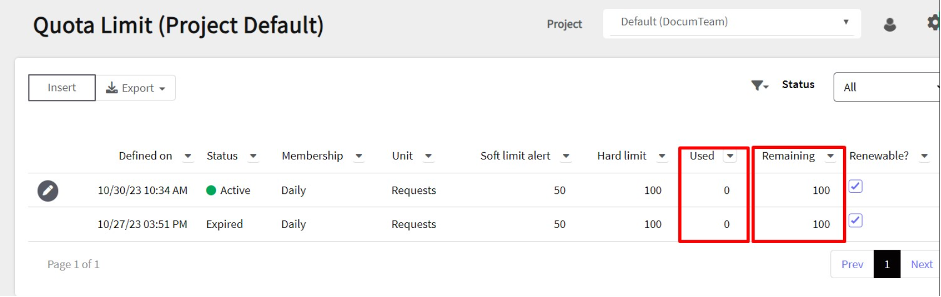 Quota Limit (Project Default)
Project
Default (DocumTeam)
Insert
Export
Status
All
Defined on Status Membership Unit Soft limit alert Hard limit Used Remaining Renewable?
10/30/23 10:34 AM Active Daily Requests 50 100 0 100
10/27/23 03:51 PM Expired Daily Requests 50 100 0 100
Page 1 of 1
Prev 1 Next